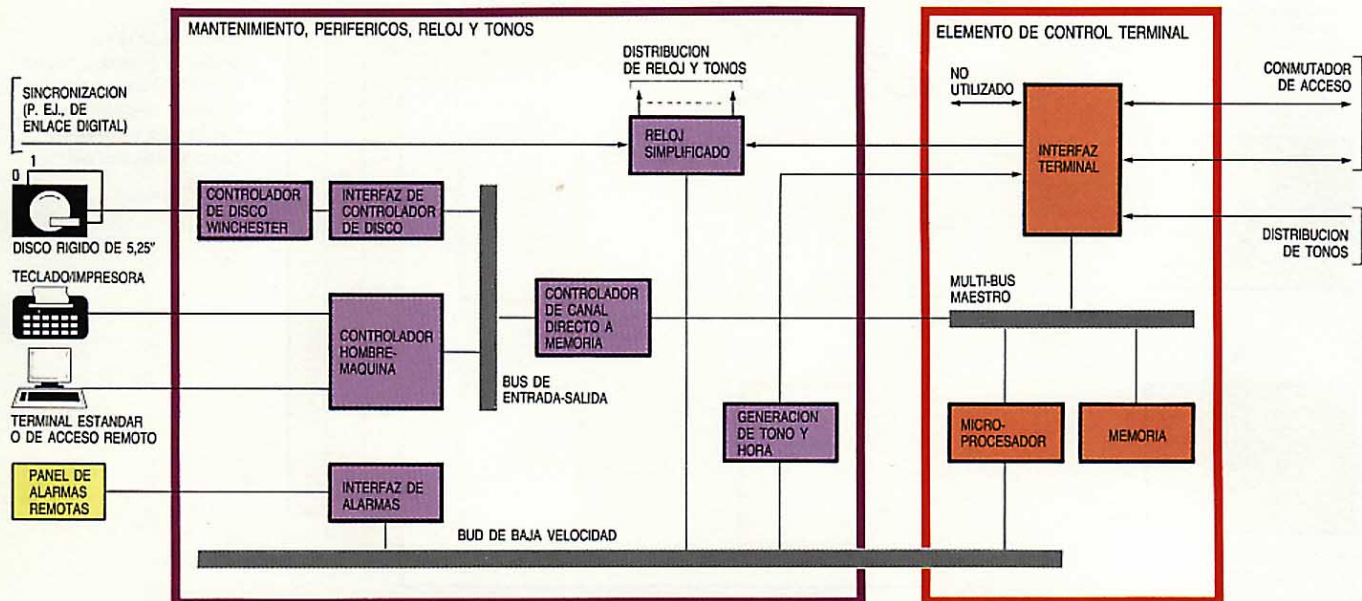 MANTENIMIENTO, PERIFERICOS, RELOJ Y TONOS
ELEMENTO DE CONTROL TERMINAL
DISTRIBUCION
DE RELOJ Y TONOS
SINCRONIZACION
(P. EJ., DE
ENLACE DIGITAL)
RELOJ
SIMPLIFICADO
NO
UTILIZADO
INTERFAZ
TERMINAL
CONMUTADOR
DE ACCESO
DISTRIBUCION
DE TONOS
1
0
DISCO RIGIDO DE 5,25"
CONTROLADOR
DE DISCO
WINCHESTER
INTERFAZ DE
CONTROLADOR
DE DISCO
TECLADO/IMPRESORA
CONTROLADOR
HOMBRE-
MAQUINA
CONTROLADOR
DE CANAL
DIRECTO A
MEMORIA
MULTI-BUS
MAESTRO
BUS DE
ENTRADA-SALIDA
TERMINAL ESTANDAR
O DE ACCESO REMOTO
GENERACION
DE TONO Y
HORA
MICRO-
PROCESADOR
MEMORIA
PANEL DE
ALARMAS
REMOTAS
INTERFAZ DE
ALARMAS
BUD DE BAJA VELOCIDAD